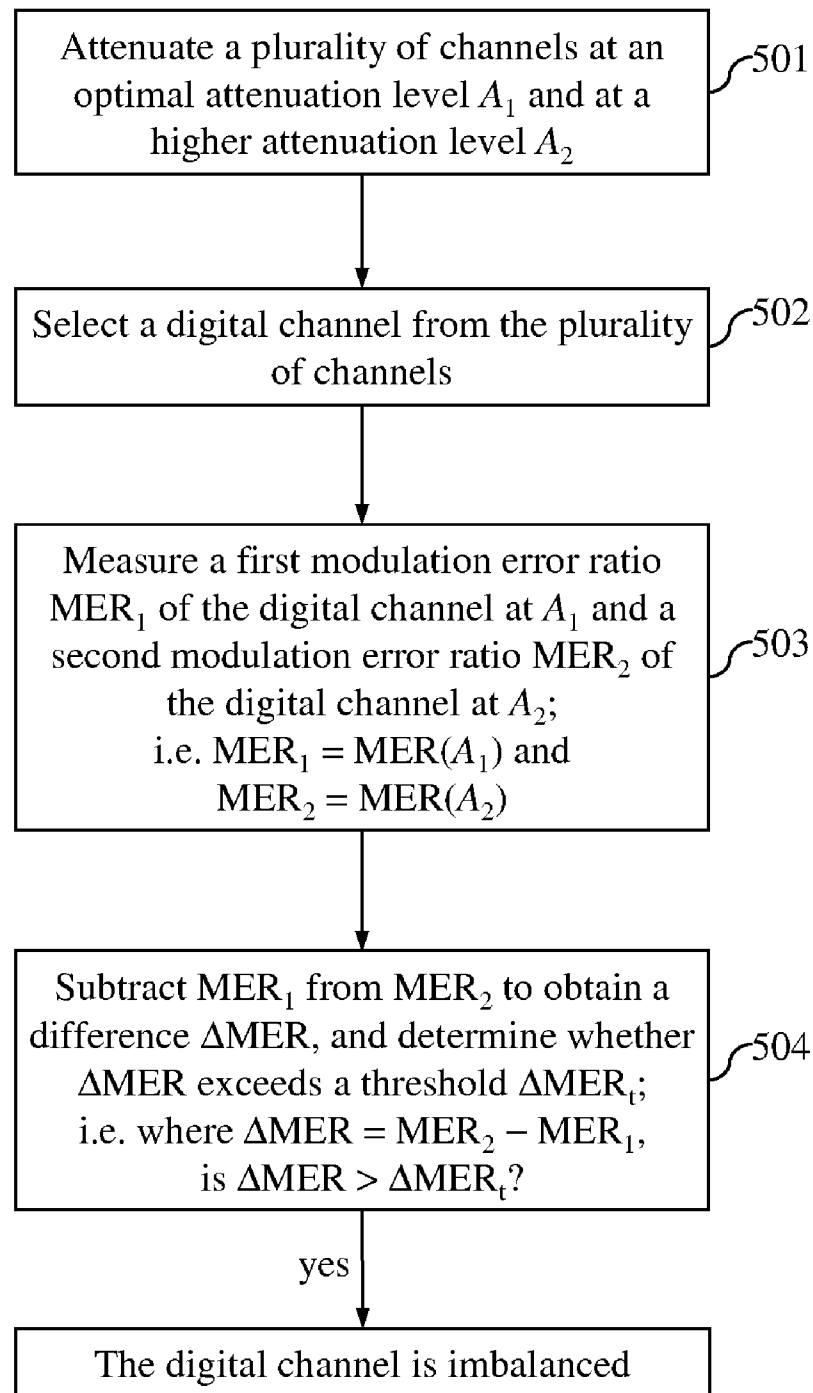 Attenuate a plurality of channels at an
optimal attenuation level A₁ and at a
higher attenuation level A₂
501
Select a digital channel from the plurality
of channels
502
Measure a first modulation error ratio
MER₁ of the digital channel at A₁ and a
second modulation error ratio MER₂ of
the digital channel at A₂;
i.e. MER₁ = MER(A₁) and
MER₂ = MER(A₂)
503
Subtract MER₁ from MER₂ to obtain a
difference ΔMER, and determine whether
ΔMER exceeds a threshold ΔMERₜ;
i.e. where ΔMER = MER₂ − MER₁,
is ΔMER > ΔMERₜ?
504
yes
The digital channel is imbalanced